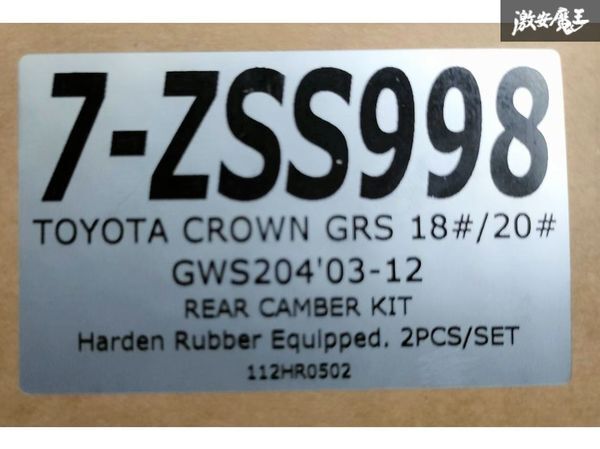 激安魔王
7-ZSS998
TOYOTA CROWN GRS 18#/20#
GWS204'03-12
REAR CAMBER KIT
Harden Rubber Equipped. 2PCS/SET
112HR0502